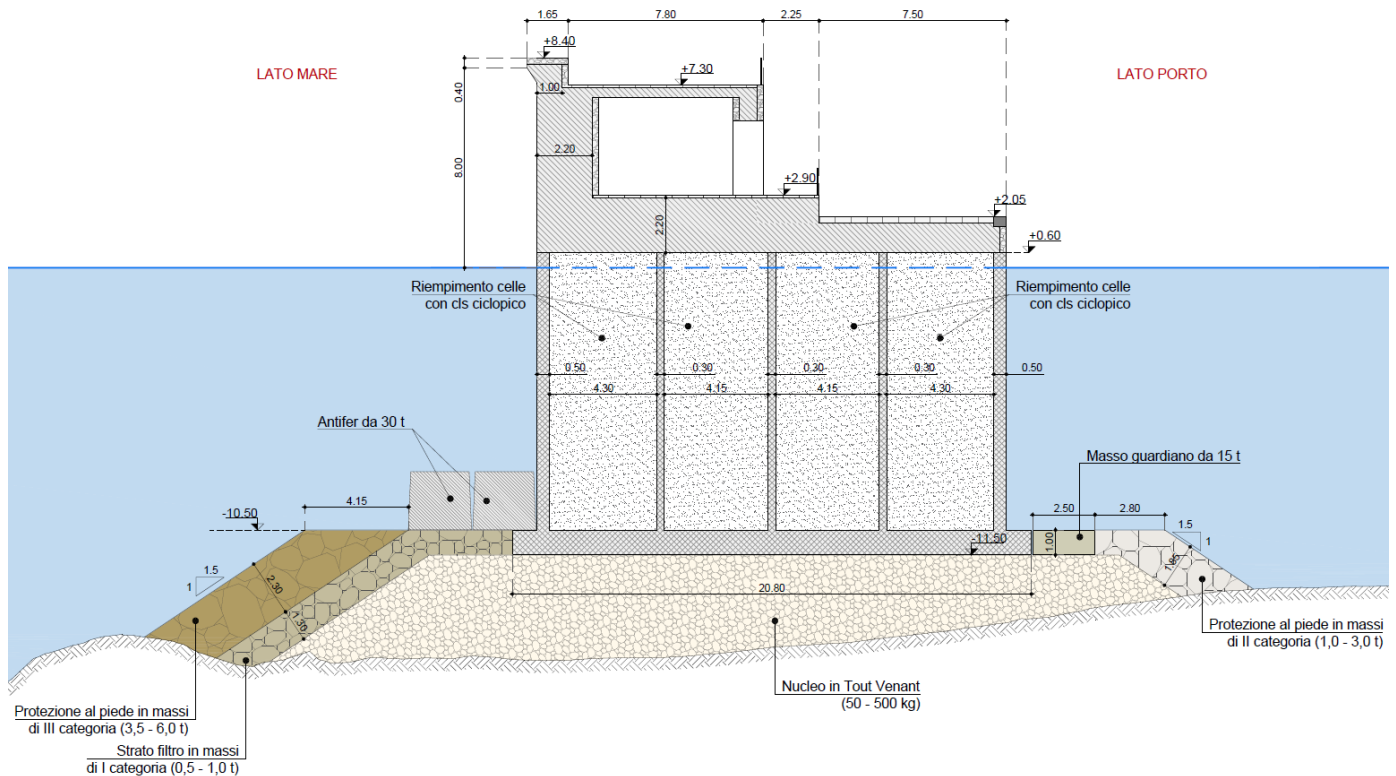 1.65
7.80
2.25
7.50
+8.40
LATO MARE
LATO PORTO
+7.30
0.40
1.00
8.00
2.20
+2.90
+2.05
2.20
+0.60
Riempimento celle
con cls ciclopico
Riempimento celle
con cls ciclopico
0.50
0.30
0.30
0.30
0.50
4.30
4.15
4.15
4.30
Antifer da 30 t
Masso guardiano da 15 t
4.15
2.50
2.80
-10.50
1.5
1
-11.50
1.00
1.5
1
2.30
1.85
20.80
1.30
Protezione al piede in massi
di II categoria (1,0 - 3,0 t)
Nucleo in Tout Venant
(50 - 500 kg)
Protezione al piede in massi
di III categoria (3,5 - 6,0 t)
Strato filtro in massi
di I categoria (0,5 - 1,0 t)